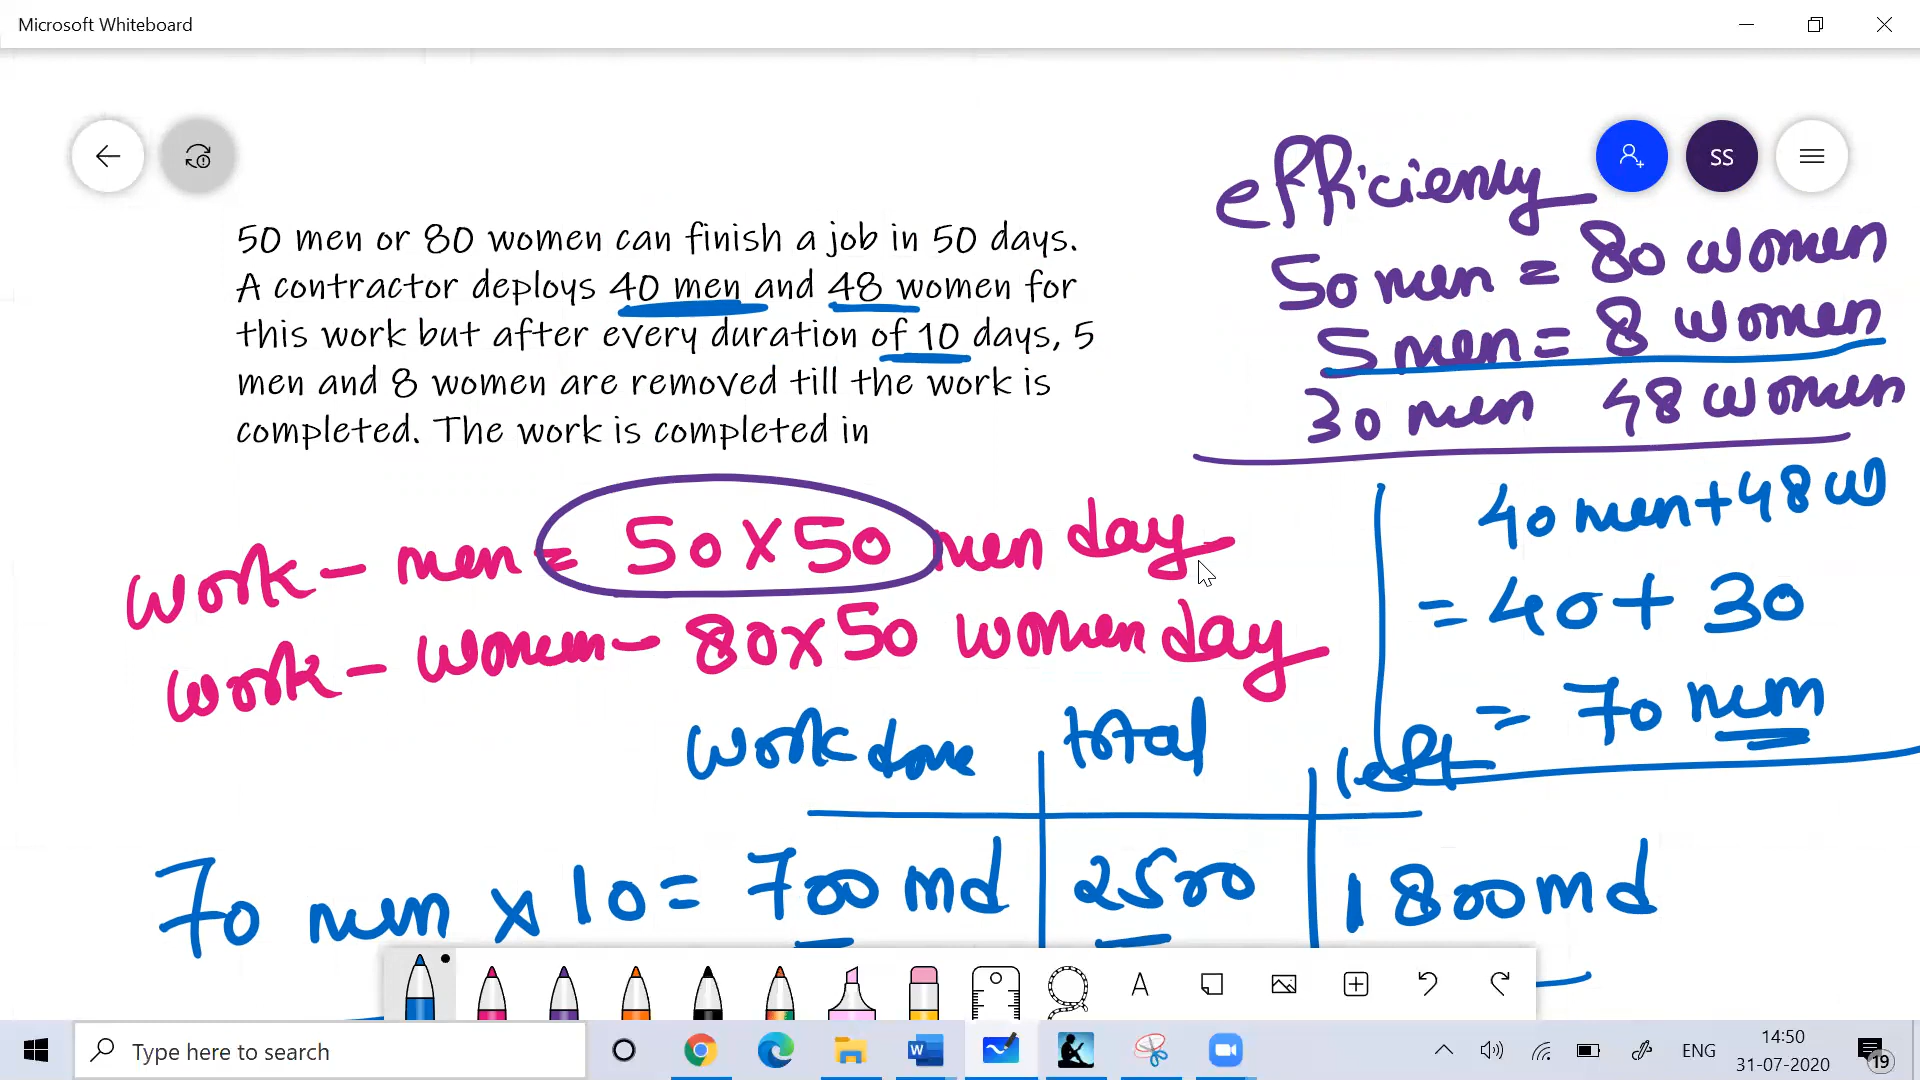 Microsoft Whiteboard
SS
efficiency
50 men = 80 women
5 men = 8 women
30 men 48 women
50 men or 80 women can finish a job in 50 days.
A contractor deploys 40 men and 48 women for
this work but after every duration of 10 days, 5
men and 8 women are removed till the work is
completed. The work is completed in
work - men = 50 x 50 men day
work - women - 80 x 50 women day
40 men + 48 w
= 40 + 30
= 70 men
work done total left
70 men x 10 = 700 md 2500 1800 md
A
Type here to search
W
ENG
14:50
31-07-2020
19